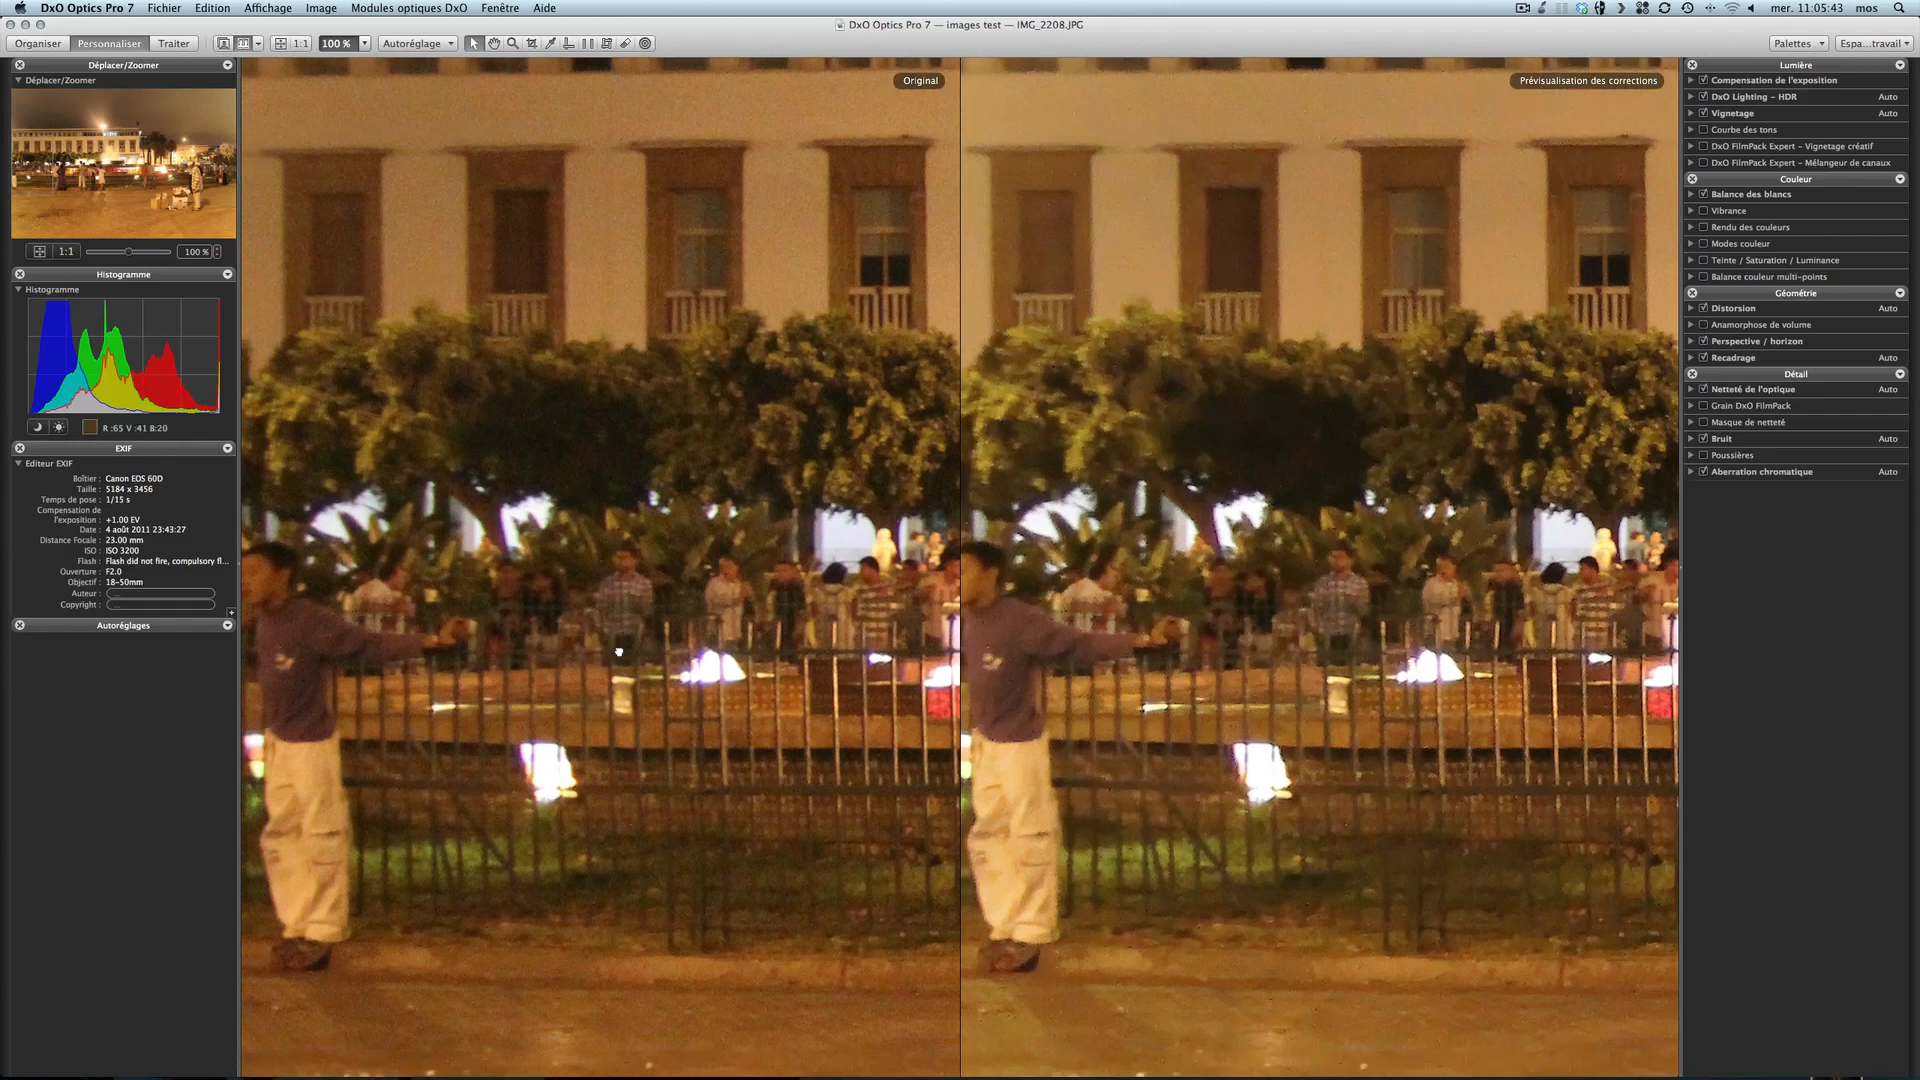 DxO Optics Pro 7 Fichier Edition Affichage Image Modules optiques DxO Fenêtre Aide
mer. 11:05:43 mos
DxO Optics Pro 7 — images test — IMG_2208.JPG
Organiser Personnaliser Traiter
1:1 100 % Autoréglage
Palettes Espa...travail
Déplacer/Zoomer
Déplacer/Zoomer
1:1 100 %
Histogramme
Histogramme
R :65 V :41 B:20
EXIF
Editeur EXIF
Boîtier : Canon EOS 60D
Taille : 5184 x 3456
Temps de pose : 1/15 s
Compensation de
l'exposition : +1.00 EV
Date : 4 août 2011 23:43:27
Distance Focale : 23.00 mm
ISO : ISO 3200
Flash : Flash did not fire, compulsory fl...
Ouverture : F2.0
Objectif : 18-50mm
Auteur : ...
Copyright : ...
Autoréglages
Original
Prévisualisation des corrections
Lumière
Compensation de l'exposition
DxO Lighting - HDR Auto
Vignetage Auto
Courbe des tons
DxO FilmPack Expert - Vignetage créatif
DxO FilmPack Expert - Mélangeur de canaux
Couleur
Balance des blancs
Vibrance
Rendu des couleurs
Modes couleur
Teinte / Saturation / Luminance
Balance couleur multi-points
Géométrie
Distorsion Auto
Anamorphose de volume
Perspective / horizon
Recadrage Auto
Détail
Netteté de l'optique Auto
Grain DxO FilmPack
Masque de netteté
Bruit Auto
Poussières
Aberration chromatique Auto